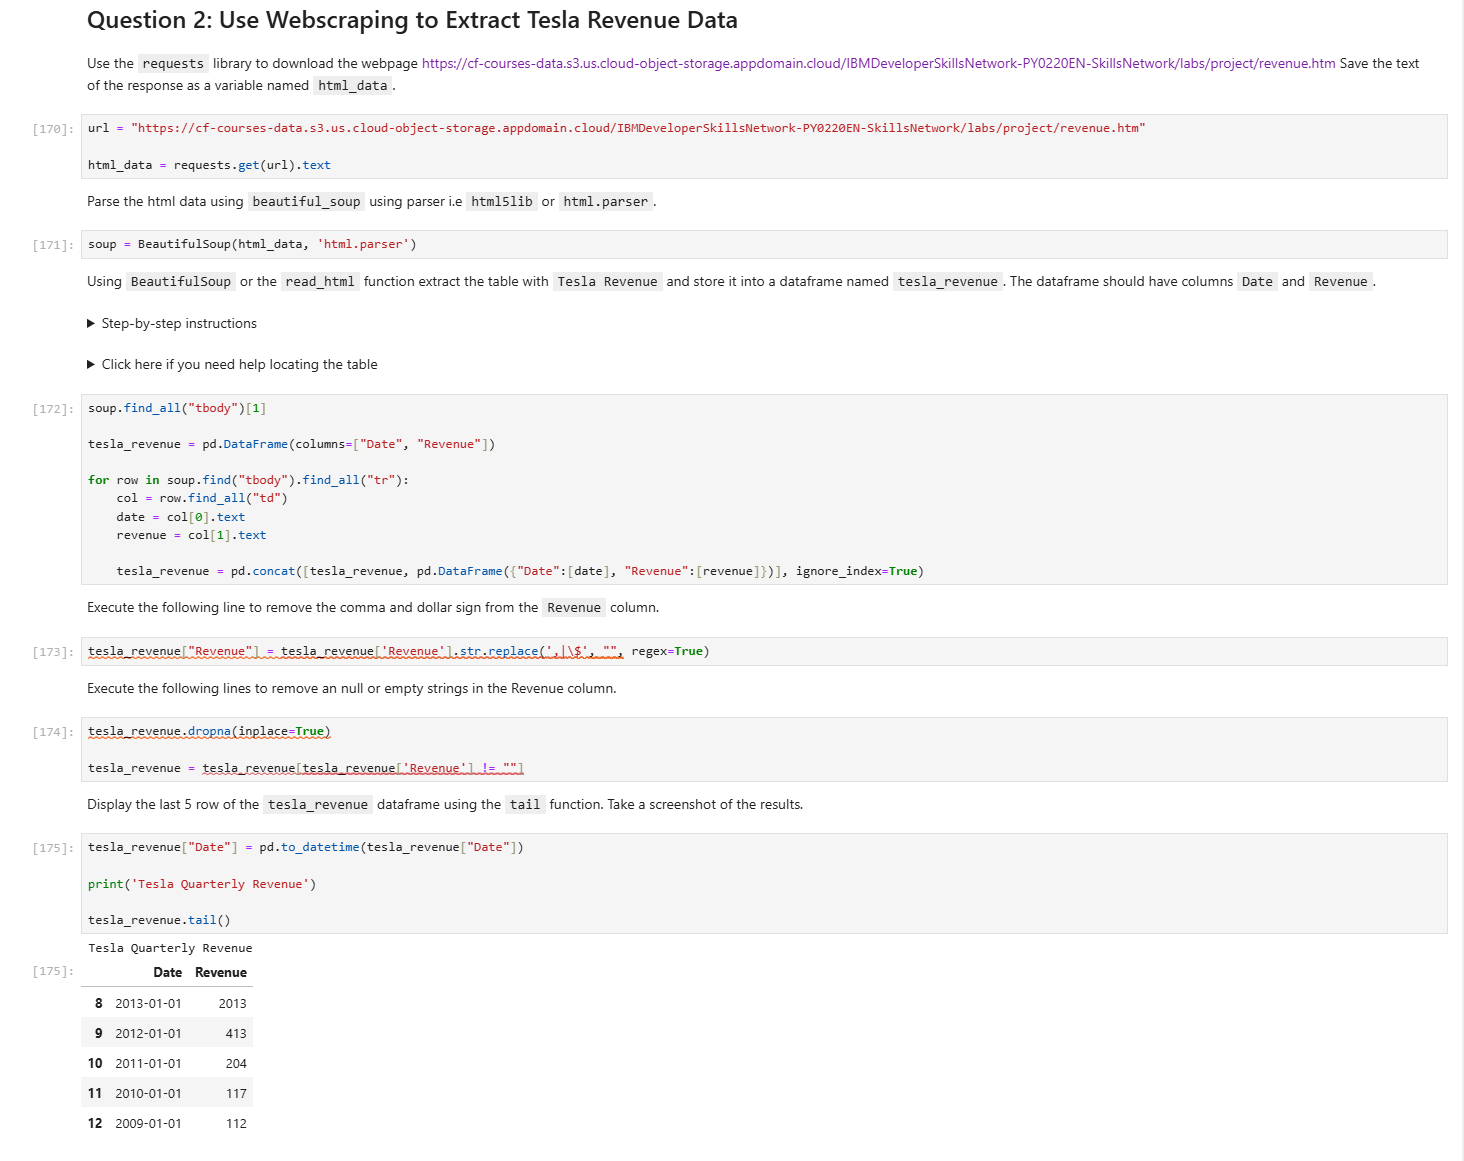 Question 2: Use Webscraping to Extract Tesla Revenue Data
Use the requests library to download the webpage https://cf-courses-data.s3.us.cloud-object-storage.appdomain.cloud/IBMDeveloperSkillsNetwork-PY0220EN-SkillsNetwork/labs/project/revenue.htm Save the text
of the response as a variable named html_data.
[170]: url = "https://cf-courses-data.s3.us.cloud-object-storage.appdomain.cloud/IBMDeveloperSkillsNetwork-PY0220EN-SkillsNetwork/labs/project/revenue.htm"
html_data = requests.get(url).text
Parse the html data using beautiful_soup using parser i.e html5lib or html.parser.
[171]: soup = BeautifulSoup(html_data, 'html.parser')
Using BeautifulSoup or the read_html function extract the table with Tesla Revenue and store it into a dataframe named tesla_revenue. The dataframe should have columns Date and Revenue.
▶ Step-by-step instructions
▶ Click here if you need help locating the table
[172]: soup.find_all("tbody")[1]
tesla_revenue = pd.DataFrame(columns=["Date", "Revenue"])
for row in soup.find("tbody").find_all("tr"):
    col = row.find_all("td")
    date = col[0].text
    revenue = col[1].text
    tesla_revenue = pd.concat([tesla_revenue, pd.DataFrame({"Date":[date], "Revenue":[revenue]})], ignore_index=True)
Execute the following line to remove the comma and dollar sign from the Revenue column.
[173]: tesla_revenue["Revenue"] = tesla_revenue['Revenue'].str.replace(',|\$', "", regex=True)
Execute the following lines to remove an null or empty strings in the Revenue column.
[174]: tesla_revenue.dropna(inplace=True)
tesla_revenue = tesla_revenue[tesla_revenue['Revenue'] != ""]
Display the last 5 row of the tesla_revenue dataframe using the tail function. Take a screenshot of the results.
[175]: tesla_revenue["Date"] = pd.to_datetime(tesla_revenue["Date"])
print('Tesla Quarterly Revenue')
tesla_revenue.tail()
Tesla Quarterly Revenue
[175]: Date Revenue
8 2013-01-01 2013
9 2012-01-01 413
10 2011-01-01 204
11 2010-01-01 117
12 2009-01-01 112